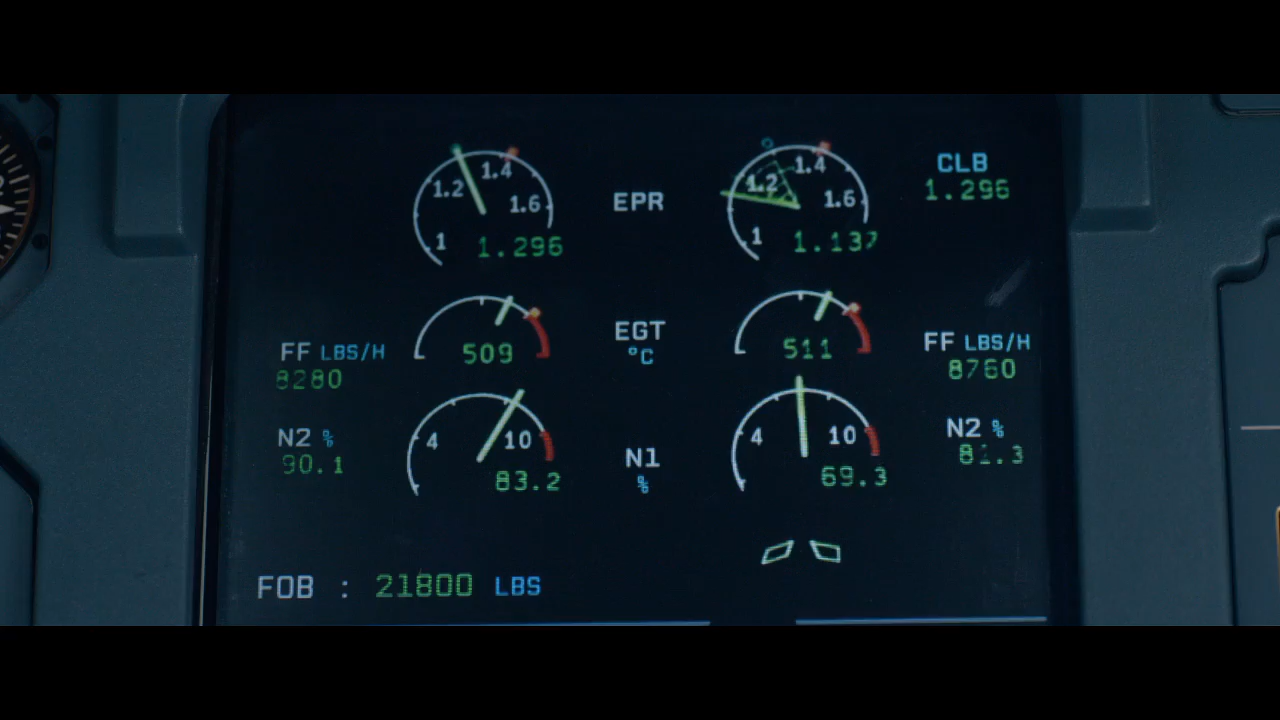 1.2 1.4 1.6 1
1.296
EPR
1.2 1.4 1.6 1
1.137
CLB
1.296
FF LBS/H
8280
509
EGT
°C
511
FF LBS/H
8760
N2 %
90.1
4 10
83.2
N1
%
4 10
69.3
N2 %
81.3
FOB : 21800 LBS